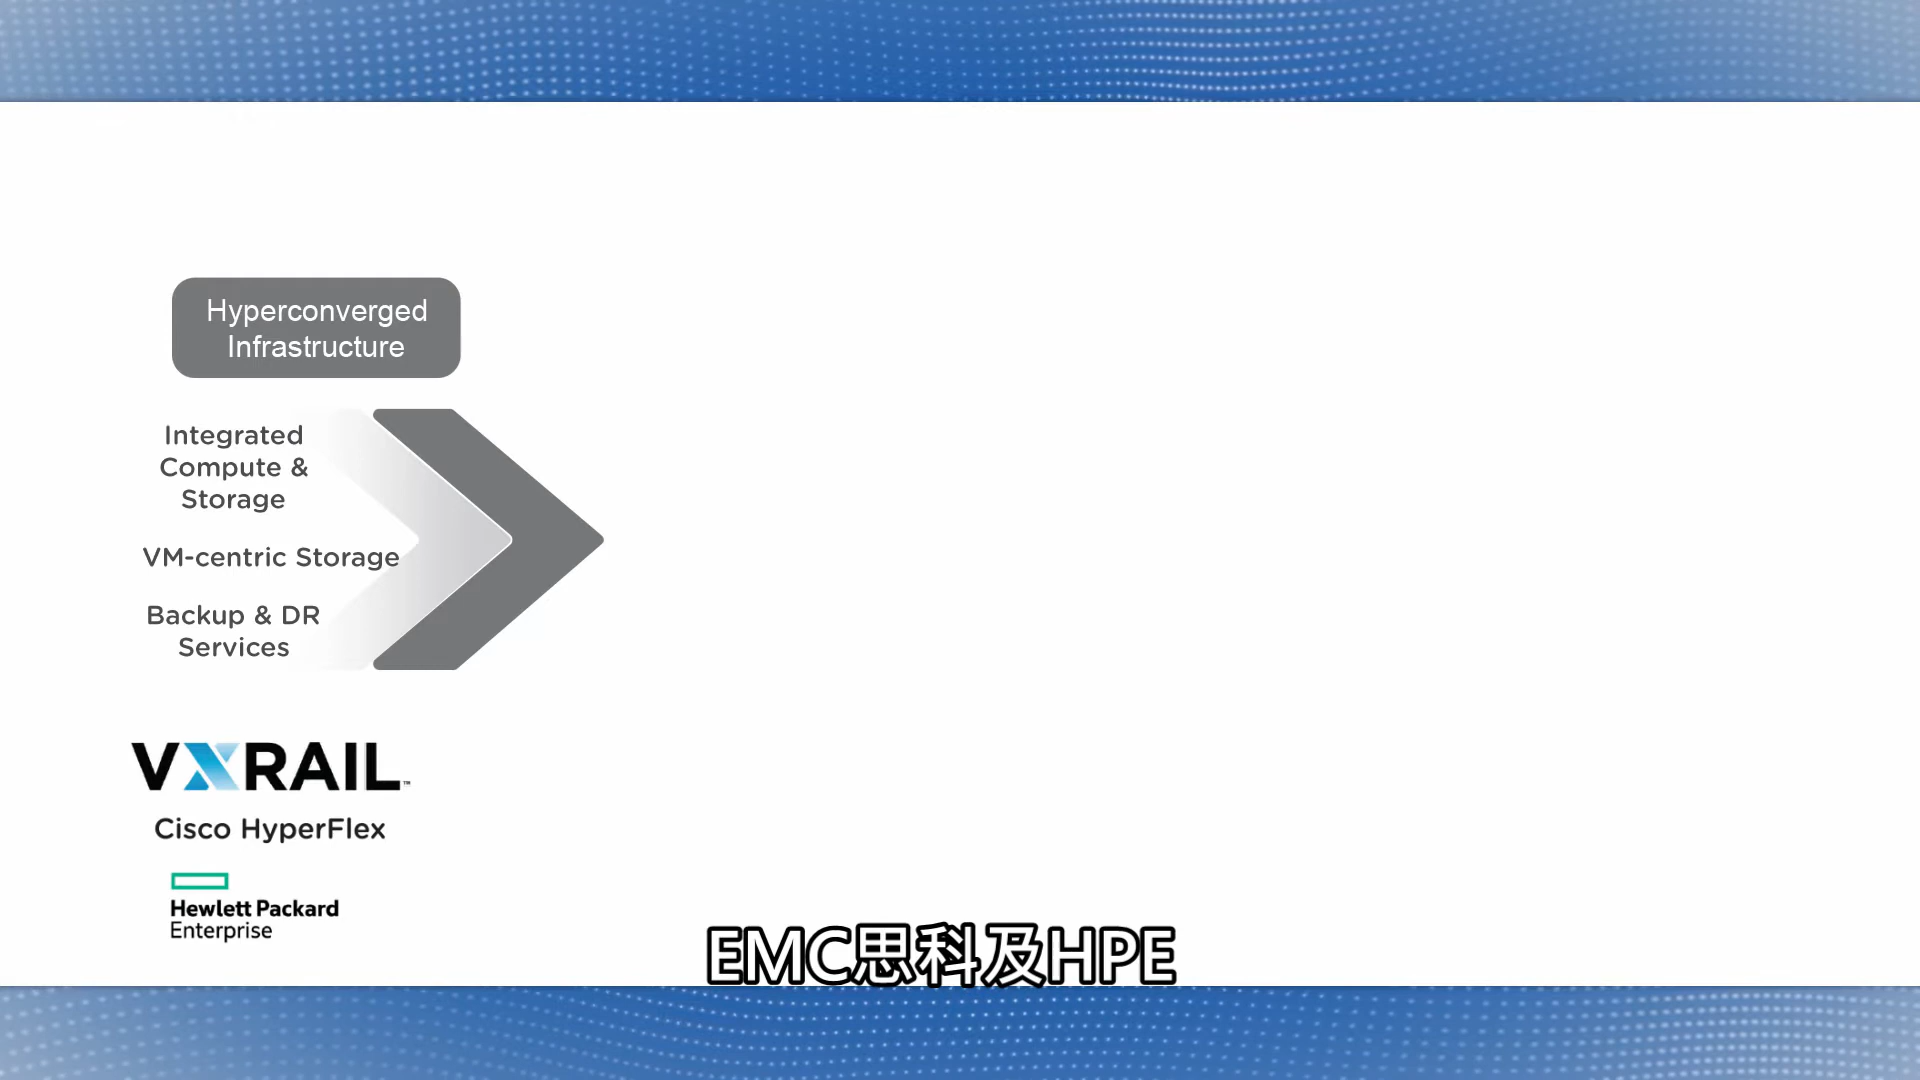 Hyperconverged
Infrastructure
Integrated
Compute &
Storage
VM-centric Storage
Backup & DR
Services
VXRAIL™
Cisco HyperFlex
Hewlett Packard
Enterprise
EMC思科及HPE